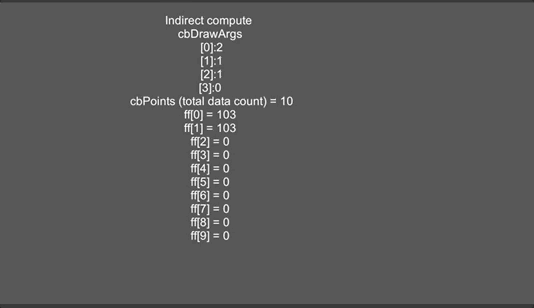 Indirect compute
cbDrawArgs
[0]:2
[1]:1
[2]:1
[3]:0
cbPoints (total data count) = 10
ff[0] = 103
ff[1] = 103
ff[2] = 0
ff[3] = 0
ff[4] = 0
ff[5] = 0
ff[6] = 0
ff[7] = 0
ff[8] = 0
ff[9] = 0